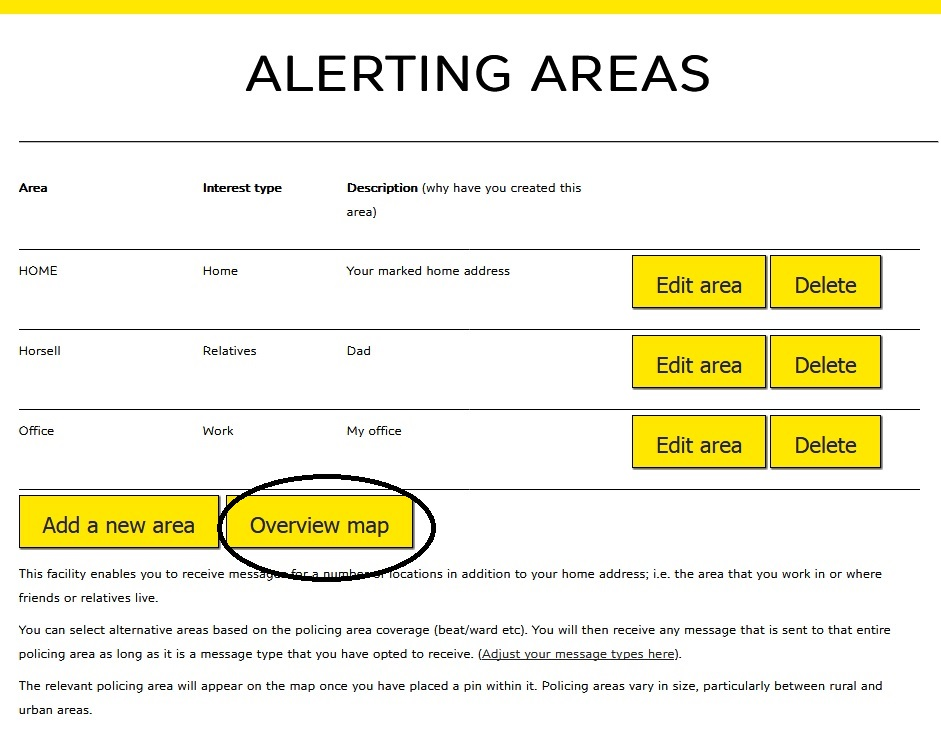 ALERTING AREAS
Area Interest type Description (why have you created this
area)
HOME Home Your marked home address Edit area Delete
Horsell Relatives Dad Edit area Delete
Office Work My office Edit area Delete
Add a new area Overview map
This facility enables you to receive messages for a number of locations in addition to your home address; i.e. the area that you work in or where
friends or relatives live.
You can select alternative areas based on the policing area coverage (beat/ward etc). You will then receive any message that is sent to that entire
policing area as long as it is a message type that you have opted to receive. (Adjust your message types here).
The relevant policing area will appear on the map once you have placed a pin within it. Policing areas vary in size, particularly between rural and
urban areas.